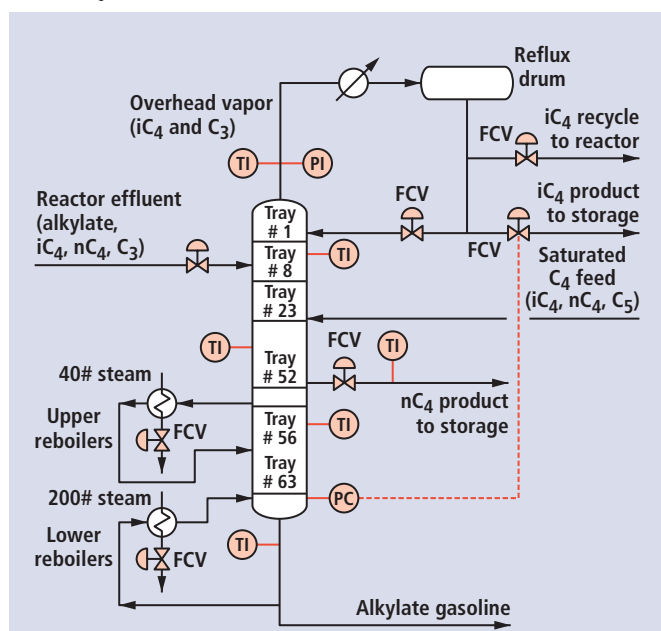 Reflux
drum
Overhead vapor
(iC4 and C3)
iC4 recycle
to reactor
FCV
TI
PI
Reactor effluent
(alkylate,
iC4, nC4, C3)
FCV
iC4 product
to storage
Tray
# 1
FCV
Tray
# 8
TI
Saturated
C4 feed
(iC4, nC4, C5)
Tray
# 23
TI
FCV
TI
40# steam
Tray
# 52
nC4 product
to storage
Upper
reboilers
FCV
Tray
# 56
TI
Tray
# 63
200# steam
PC
Lower
reboilers
FCV
TI
Alkylate gasoline